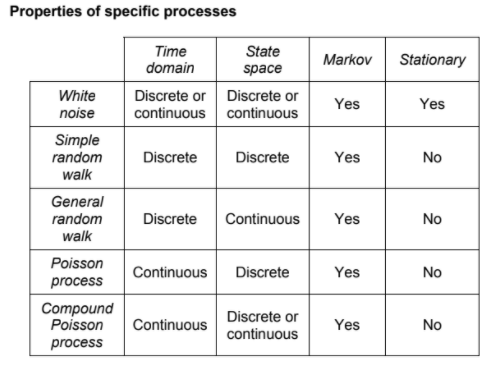 Properties of specific processes
Time domain State space Markov Stationary
White noise Discrete or continuous Discrete or continuous Yes Yes
Simple random walk Discrete Discrete Yes No
General random walk Discrete Continuous Yes No
Poisson process Continuous Discrete Yes No
Compound Poisson process Continuous Discrete or continuous Yes No